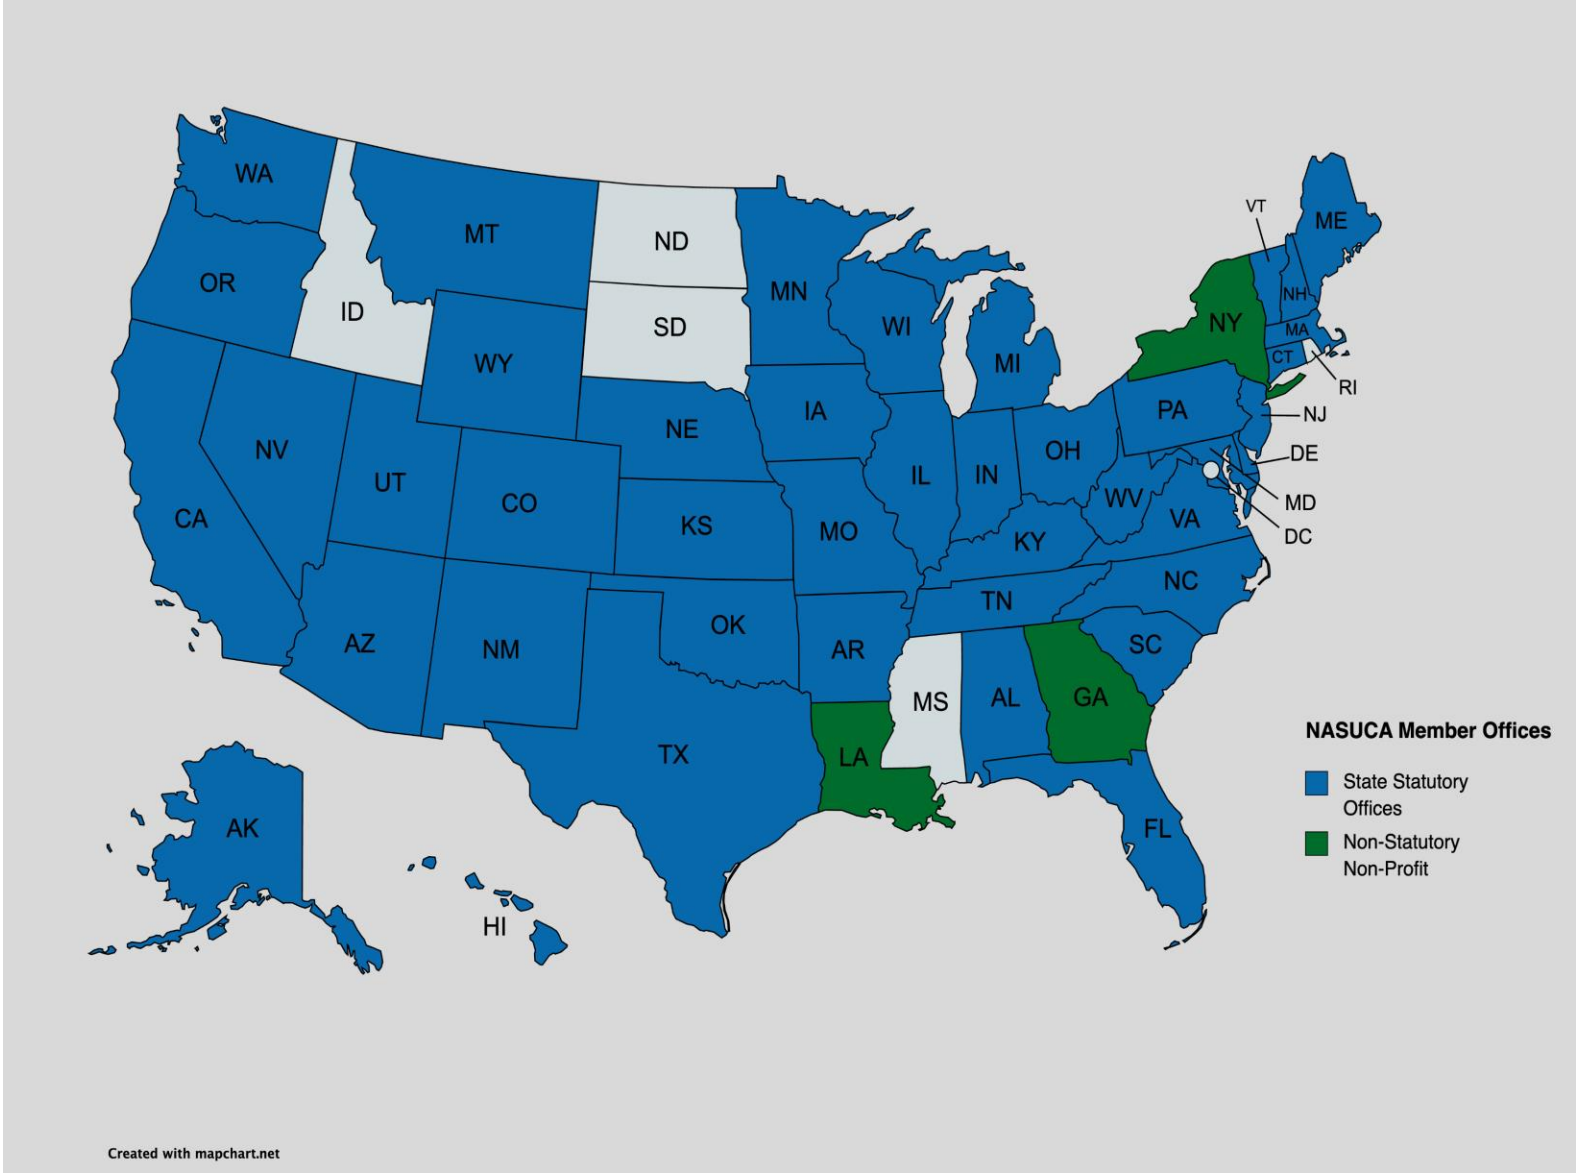 WA
MT
ND
MN
VT
ME
OR
ID
SD
WI
MI
NY
NH
MA
CT
RI
WY
NE
IA
PA
NJ
NV
UT
CO
KS
IL
IN
OH
DE
MD
DC
CA
MO
WV
VA
KY
AZ
NM
OK
AR
TN
NC
SC
MS
AL
GA
TX
LA
FL
AK
HI
NASUCA Member Offices
State Statutory
Offices
Non-Statutory
Non-Profit
Created with mapchart.net